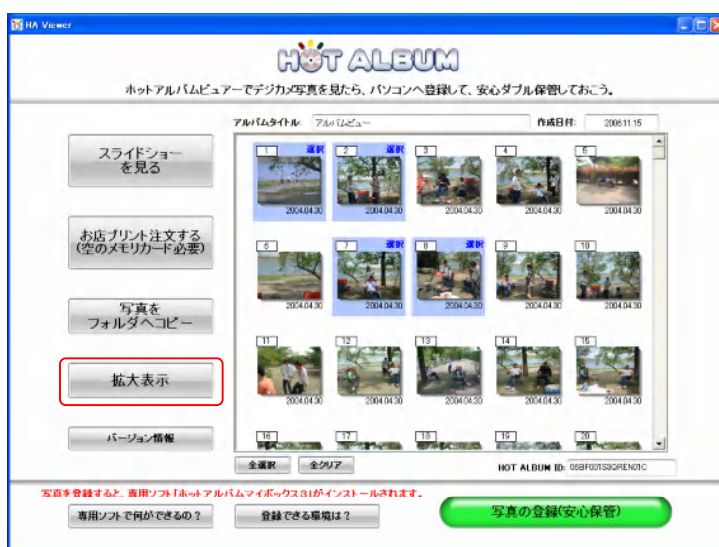 HA Viewer
HOT ALBUM
ホットアルバムビュアーでデジカメ写真を見たら、パソコンへ登録して、安心ダブル保管しておこう。
アルバムタイトル: アルバムビュー 作成日付: 2006.11.15
スライドショー
を見る
お店プリント注文する
(空のメモリカード必要)
写真を
フォルダへコピー
拡大表示
バージョン情報
1 選択 2 選択 3 4 5
2004.04.30 2004.04.30 2004.04.30 2004.04.30 2004.04.30
6 7 選択 8 選択 9 10
2004.04.30 2004.04.30 2004.04.30 2004.04.30 2004.04.30
11 12 13 14 15
2004.04.30 2004.04.30 2004.04.30 2004.04.30 2004.04.30
16 17 18 19 20
全選択 全クリア HOT ALBUM ID:
写真を登録すると、専用ソフト「ホットアルバムマイボックス3」がインストールされます。
専用ソフトで何ができるの? 登録できる環境は? 写真の登録(安心保管)